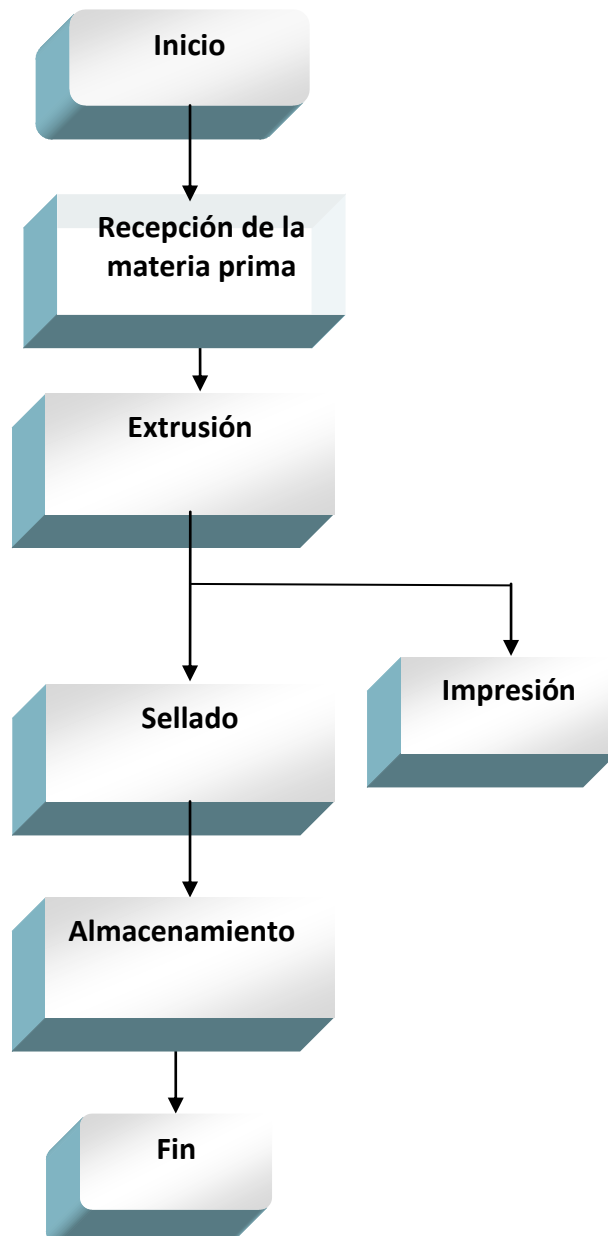 Inicio
Recepción de la
materia prima
Extrusión
Sellado
Impresión
Almacenamiento
Fin